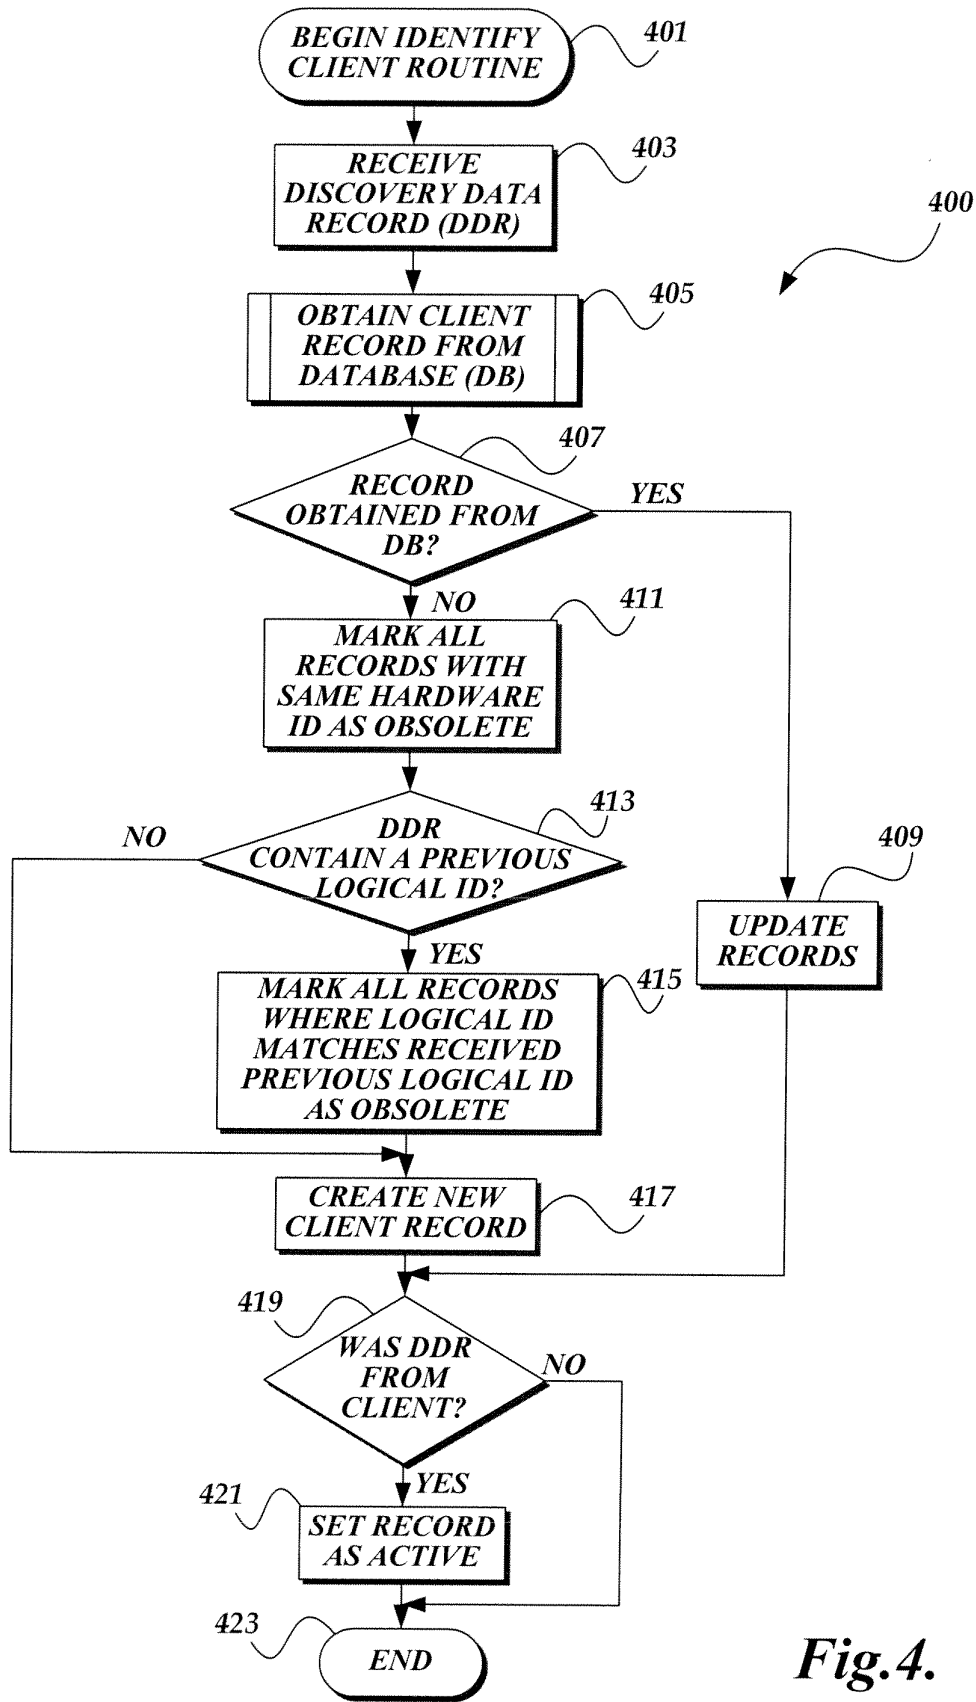 BEGIN IDENTIFY
CLIENT ROUTINE
401
RECEIVE
DISCOVERY DATA
RECORD (DDR)
403
400
OBTAIN CLIENT
RECORD FROM
DATABASE (DB)
405
407
RECORD
OBTAINED FROM
DB?
YES
NO
411
MARK ALL
RECORDS WITH
SAME HARDWARE
ID AS OBSOLETE
413
DDR
CONTAIN A PREVIOUS
LOGICAL ID?
NO
409
UPDATE
RECORDS
YES
MARK ALL RECORDS
WHERE LOGICAL ID
MATCHES RECEIVED
PREVIOUS LOGICAL ID
AS OBSOLETE
415
CREATE NEW
CLIENT RECORD
417
419
WAS DDR
FROM
CLIENT?
NO
YES
421
SET RECORD
AS ACTIVE
423
END
Fig.4.